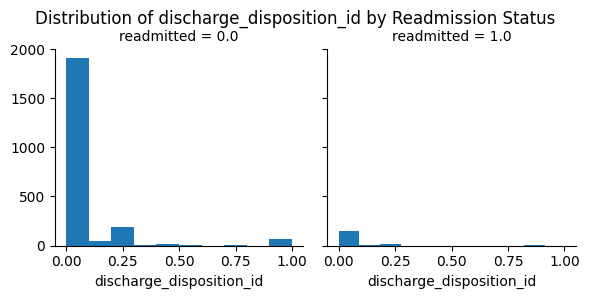 Distribution of discharge_disposition_id by Readmission Status
readmitted = 0.0
readmitted = 1.0
2000
1500
1000
500
0
0.00 0.25 0.50 0.75 1.00
0.00 0.25 0.50 0.75 1.00
discharge_disposition_id
discharge_disposition_id